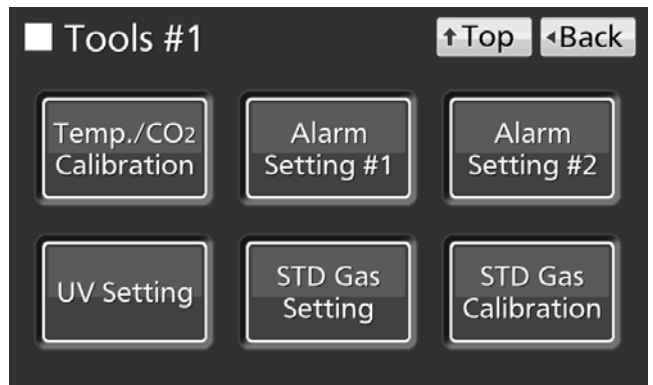 Tools #1
↑Top
◂Back
Temp./CO2
Calibration
Alarm
Setting #1
Alarm
Setting #2
UV Setting
STD Gas
Setting
STD Gas
Calibration